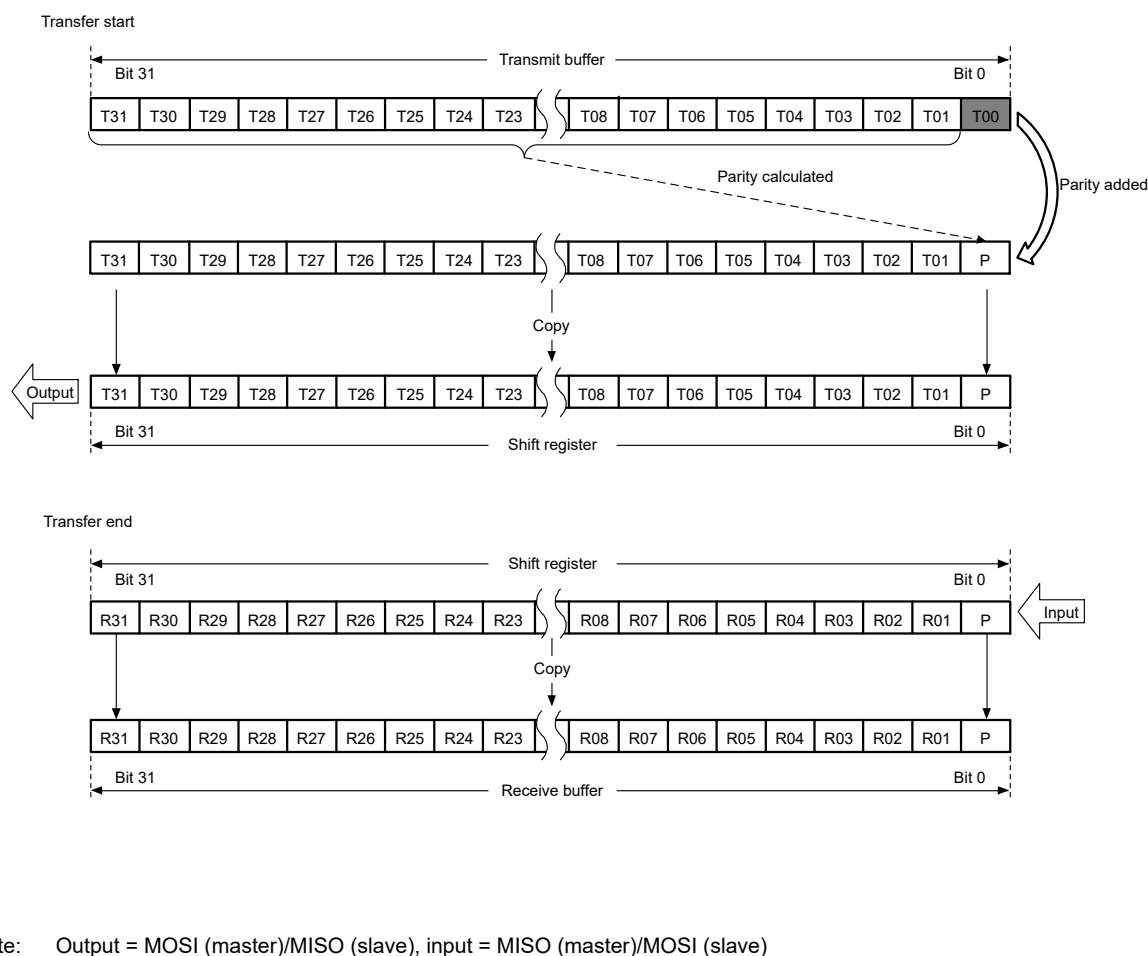 Transfer start
Transmit buffer
Bit 31 Bit 0
T31 T30 T29 T28 T27 T26 T25 T24 T23 T08 T07 T06 T05 T04 T03 T02 T01 T00
Parity calculated
Parity added
T31 T30 T29 T28 T27 T26 T25 T24 T23 T08 T07 T06 T05 T04 T03 T02 T01 P
Copy
Output T31 T30 T29 T28 T27 T26 T25 T24 T23 T08 T07 T06 T05 T04 T03 T02 T01 P
Bit 31 Bit 0
Shift register
Transfer end
Shift register
Bit 31 Bit 0
R31 R30 R29 R28 R27 R26 R25 R24 R23 R08 R07 R06 R05 R04 R03 R02 R01 P Input
Copy
R31 R30 R29 R28 R27 R26 R25 R24 R23 R08 R07 R06 R05 R04 R03 R02 R01 P
Bit 31 Bit 0
Receive buffer
te: Output = MOSI (master)/MISO (slave), input = MISO (master)/MOSI (slave)